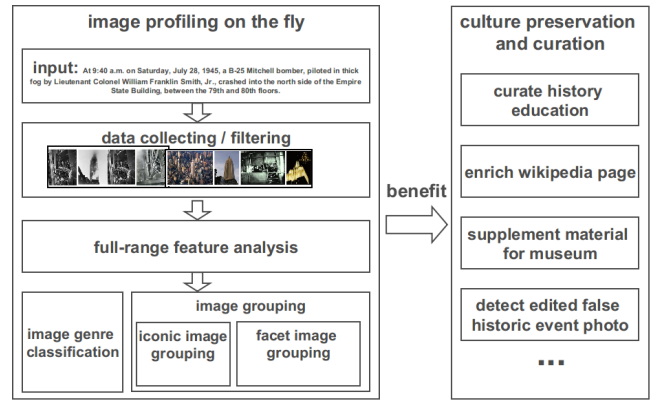 image profiling on the fly
input: At 9:40 a.m. on Saturday, July 28, 1945, a B-25 Mitchell bomber, piloted in thick
fog by Lieutenant Colonel William Franklin Smith, Jr., crashed into the north side of the Empire
State Building, between the 79th and 80th floors.
data collecting / filtering
full-range feature analysis
image genre
classification
image grouping
iconic image
grouping
facet image
grouping
benefit
culture preservation
and curation
curate history
education
enrich wikipedia page
supplement material
for museum
detect edited false
historic event photo
...